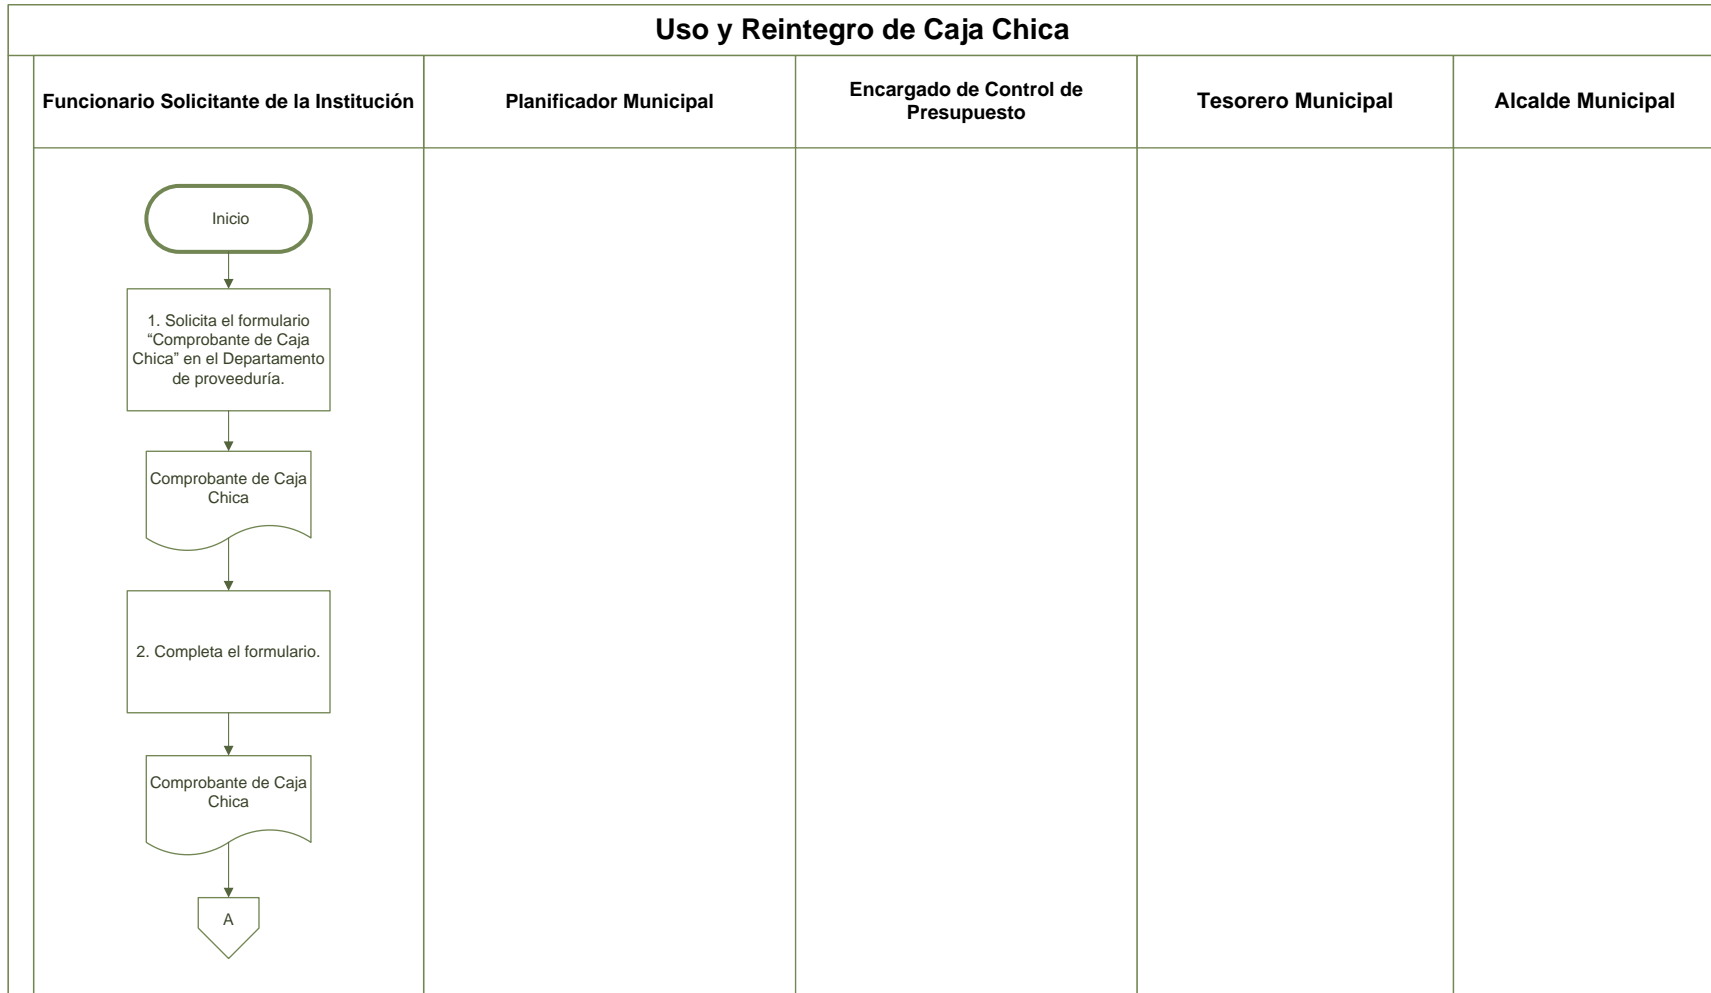 Uso y Reintegro de Caja Chica
Funcionario Solicitante de la Institución
Planificador Municipal
Encargado de Control de
Presupuesto
Tesorero Municipal
Alcalde Municipal
Inicio
1. Solicita el formulario
“Comprobante de Caja
Chica” en el Departamento
de proveeduría.
Comprobante de Caja
Chica
2. Completa el formulario.
Comprobante de Caja
Chica
A